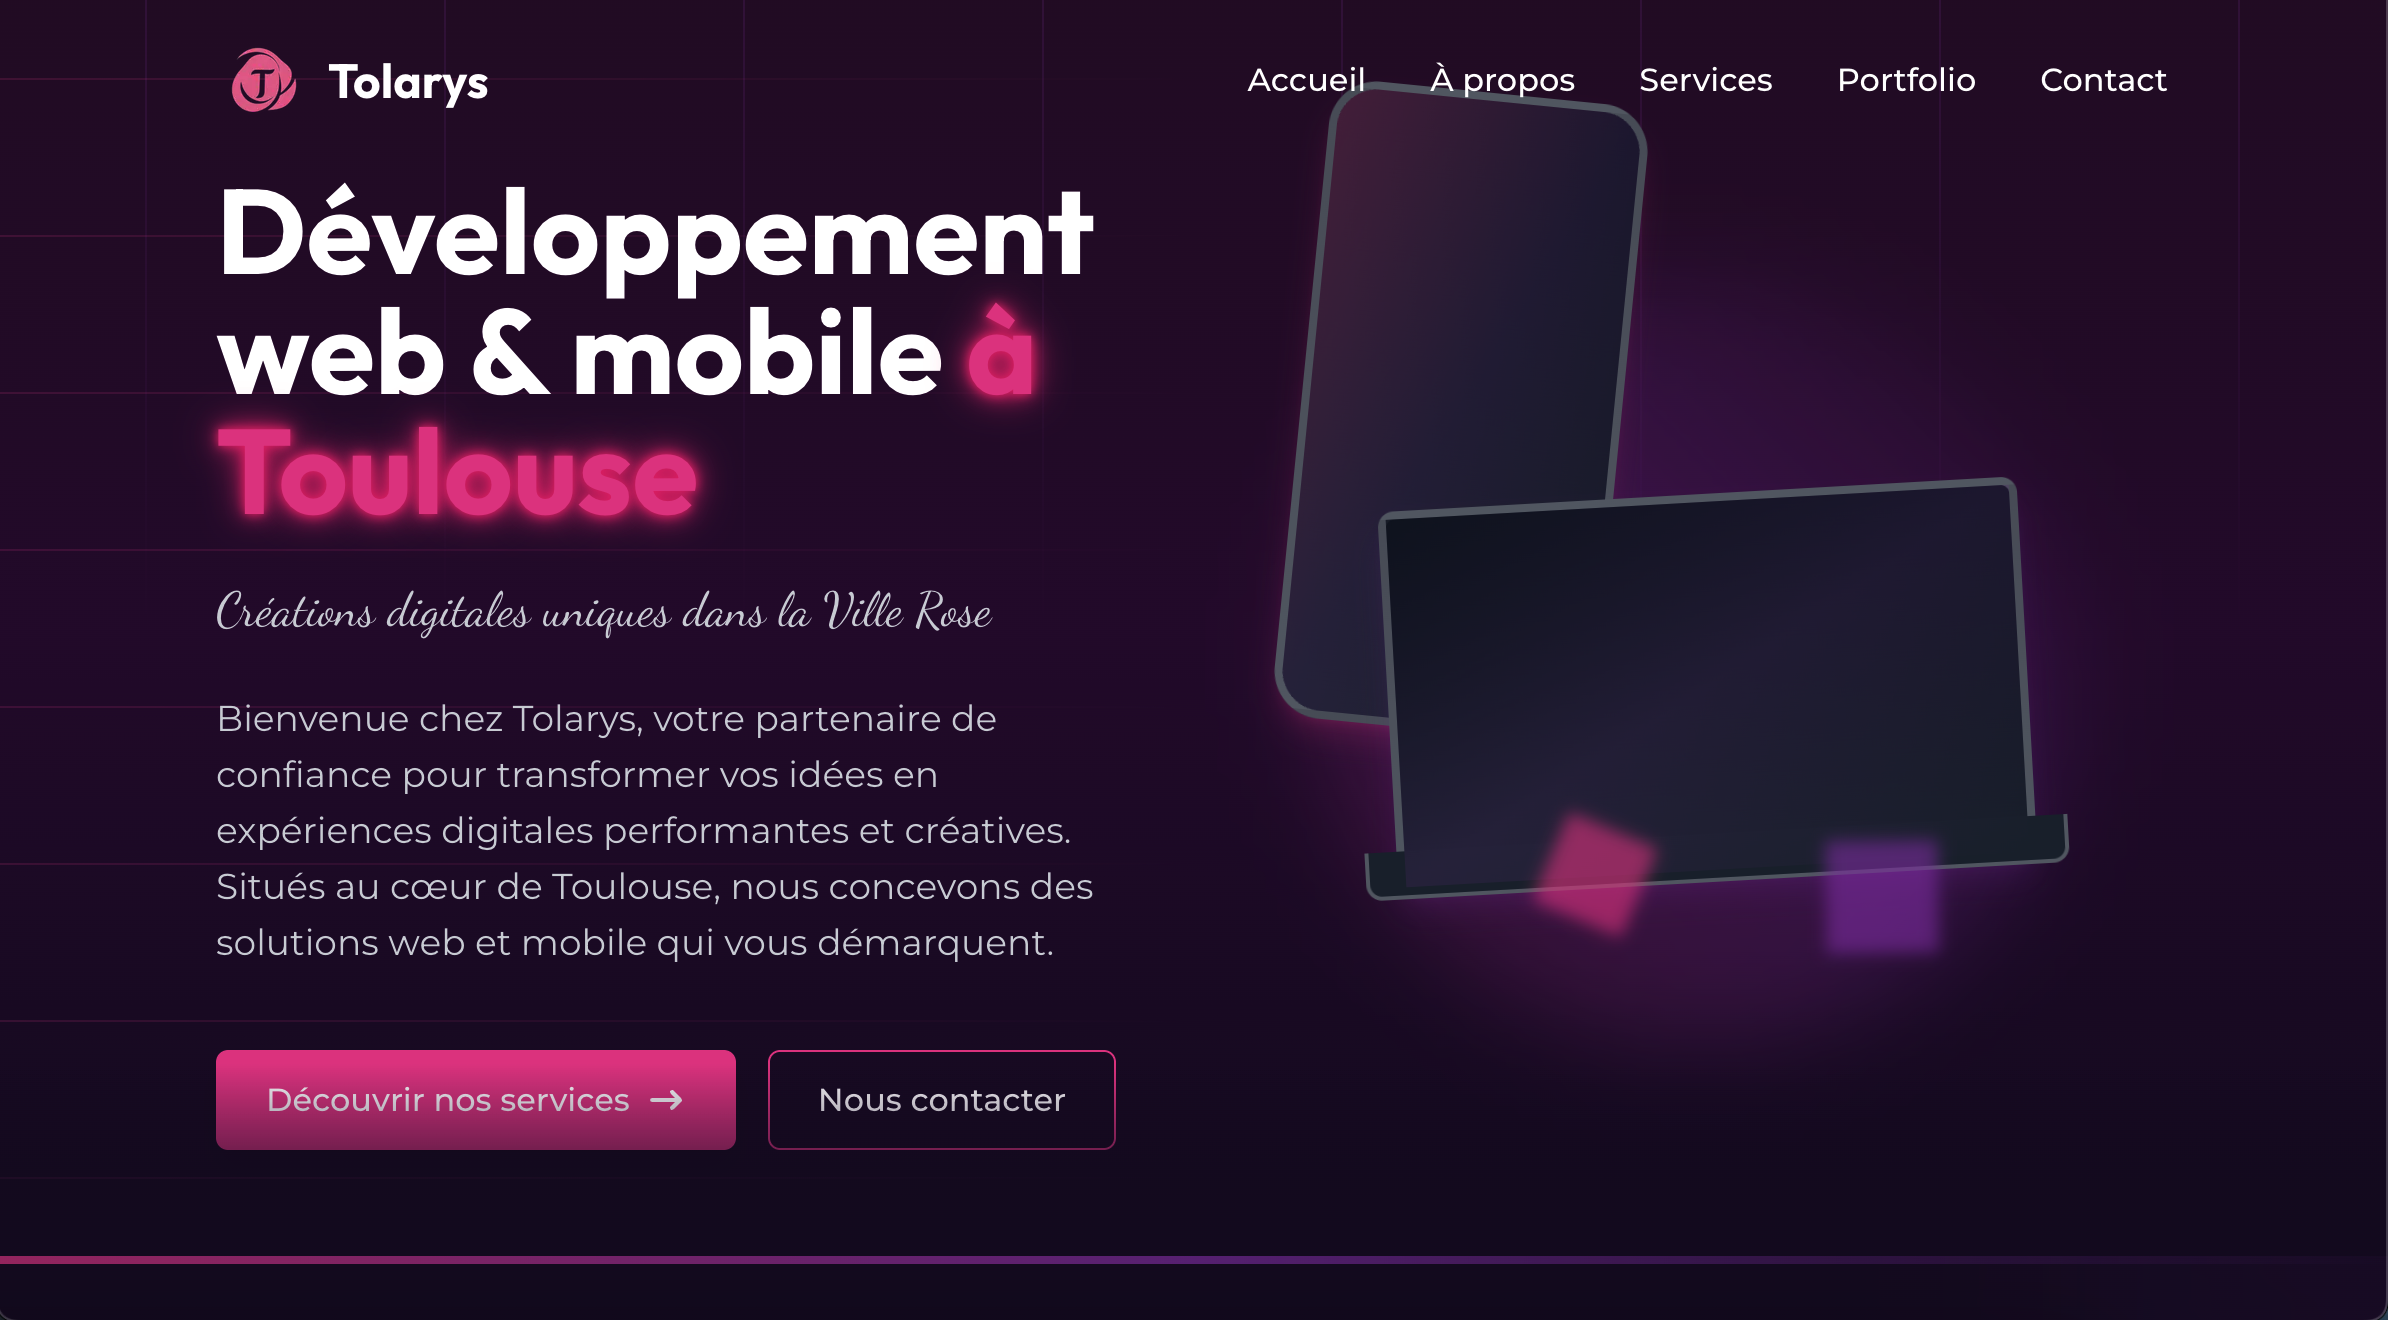 Tolarys
Accueil À propos Services Portfolio Contact
Développement
web & mobile à
Toulouse
Créations digitales uniques dans la Ville Rose
Bienvenue chez Tolarys, votre partenaire de
confiance pour transformer vos idées en
expériences digitales performantes et créatives.
Situés au cœur de Toulouse, nous concevons des
solutions web et mobile qui vous démarquent.
Découvrir nos services →
Nous contacter